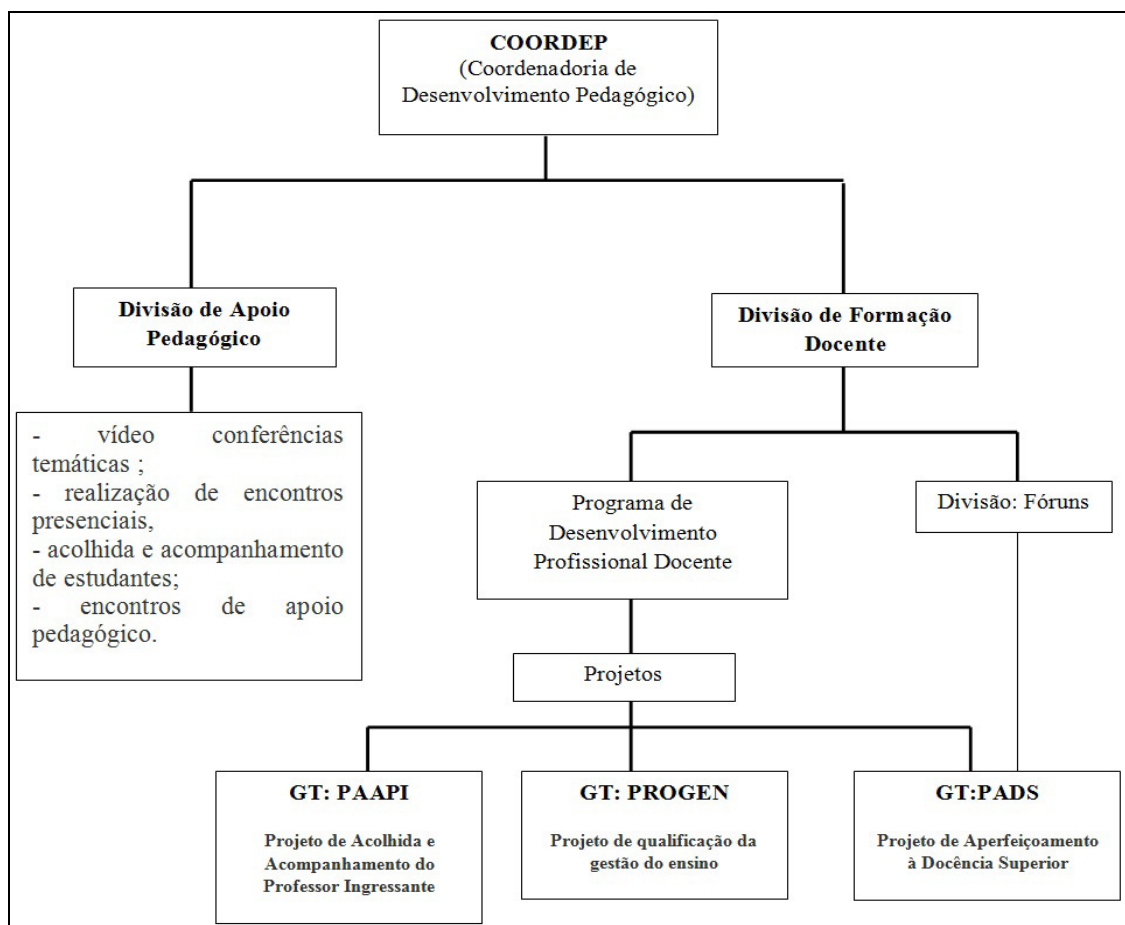 COORDEP
(Coordenadoria de
Desenvolvimento Pedagógico)
Divisão de Apoio
Pedagógico
Divisão de Formação
Docente
- vídeo conferências
temáticas ;
- realização de encontros
presenciais,
- acolhida e acompanhamento
de estudantes;
- encontros de apoio
pedagógico.
Programa de
Desenvolvimento
Profissional Docente
Divisão: Fóruns
Projetos
GT: PAAPI
Projeto de Acolhida e
Acompanhamento do
Professor Ingressante
GT: PROGEN
Projeto de qualificação da
gestão do ensino
GT:PADS
Projeto de Aperfeiçoamento
à Docência Superior